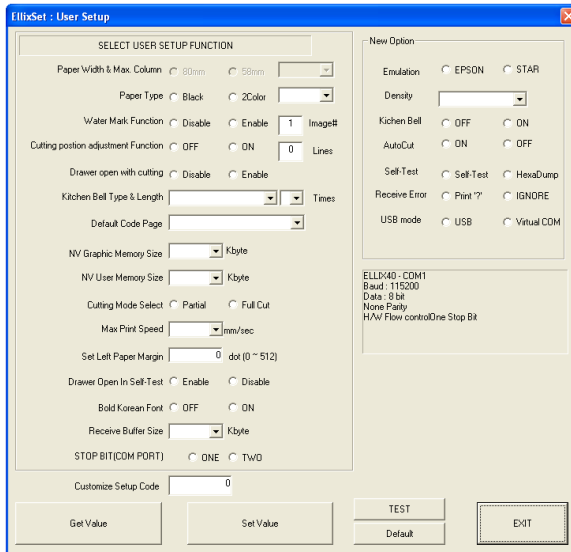 EllixSet : User Setup
SELECT USER SETUP FUNCTION
Paper Width & Max. Column 80mm 58mm
Paper Type Black 2Color
Water Mark Function Disable Enable 1 Image#
Cutting postion adjustment Function OFF ON 0 Lines
Drawer open with cutting Disable Enable
Kitchen Bell Type & Length Times
Default Code Page
NV Graphic Memory Size Kbyte
NV User Memory Size Kbyte
Cutting Mode Select Partial Full Cut
Max Print Speed mm/sec
Set Left Paper Margin 0 dot (0 ~ 512)
Drawer Open In Self-Test Enable Disable
Bold Korean Font OFF ON
Receive Buffer Size Kbyte
STOP BIT(COM PORT) ONE TWO
Customize Setup Code 0
Get Value Set Value
New Option
Emulation EPSON STAR
Density
Kichen Bell OFF ON
AutoCut ON OFF
Self-Test Self-Test HexaDump
Receive Error Print '?' IGNORE
USB mode USB Virtual COM
ELLIX40 - COM1
Baud : 115200
Data : 8 bit
None Parity
H/W Flow controlOne Stop Bit
TEST
Default
EXIT